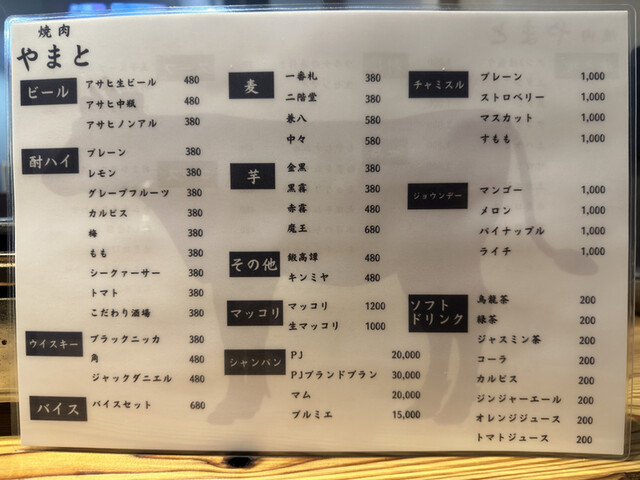 焼肉
やまと
ビール
アサヒ生ビール 480
アサヒ中瓶 480
アサヒノンアル 380
酎ハイ
プレーン 380
レモン 380
グレープフルーツ 380
カルピス 380
梅 380
もも 380
シークァーサー 380
トマト 380
こだわり酒場 380
ウイスキー
ブラックニッカ 380
角 480
ジャックダニエル 480
バイス
バイスセット 680
麦
一番札 380
二階堂 380
兼八 580
中々 580
芋
金黒 380
黒霧 380
赤霧 480
魔王 680
その他
鍛高譚 480
キンミヤ 480
マッコリ
マッコリ 1200
生マッコリ 1000
シャンパン
PJ 20,000
PJブランドブラン 30,000
マム 20,000
プルミエ 15,000
チャミスル
プレーン 1,000
ストロベリー 1,000
マスカット 1,000
すもも 1,000
ジョウンデー
マンゴー 1,000
メロン 1,000
パイナップル 1,000
ライチ 1,000
ソフト
ドリンク
烏龍茶 200
緑茶 200
ジャスミン茶 200
コーラ 200
カルピス 200
ジンジャーエール 200
オレンジジュース 200
トマトジュース 200